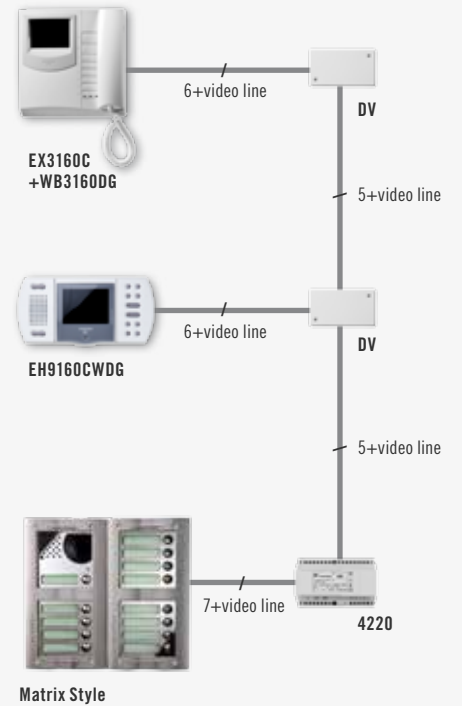 6+video line
DV
EX3160C
+WB3160DG
5+video line
6+video line
DV
EH9160CWDG
5+video line
7+video line
4220
Matrix Style